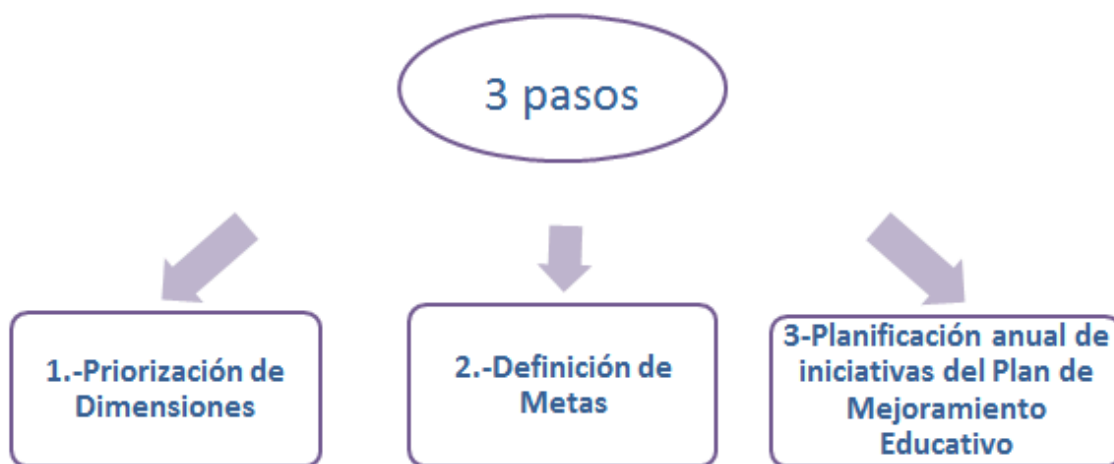 3 pasos
1.-Priorización de
Dimensiones
2.-Definición de
Metas
3-Planificación anual de
iniciativas del Plan de
Mejoramiento
Educativo